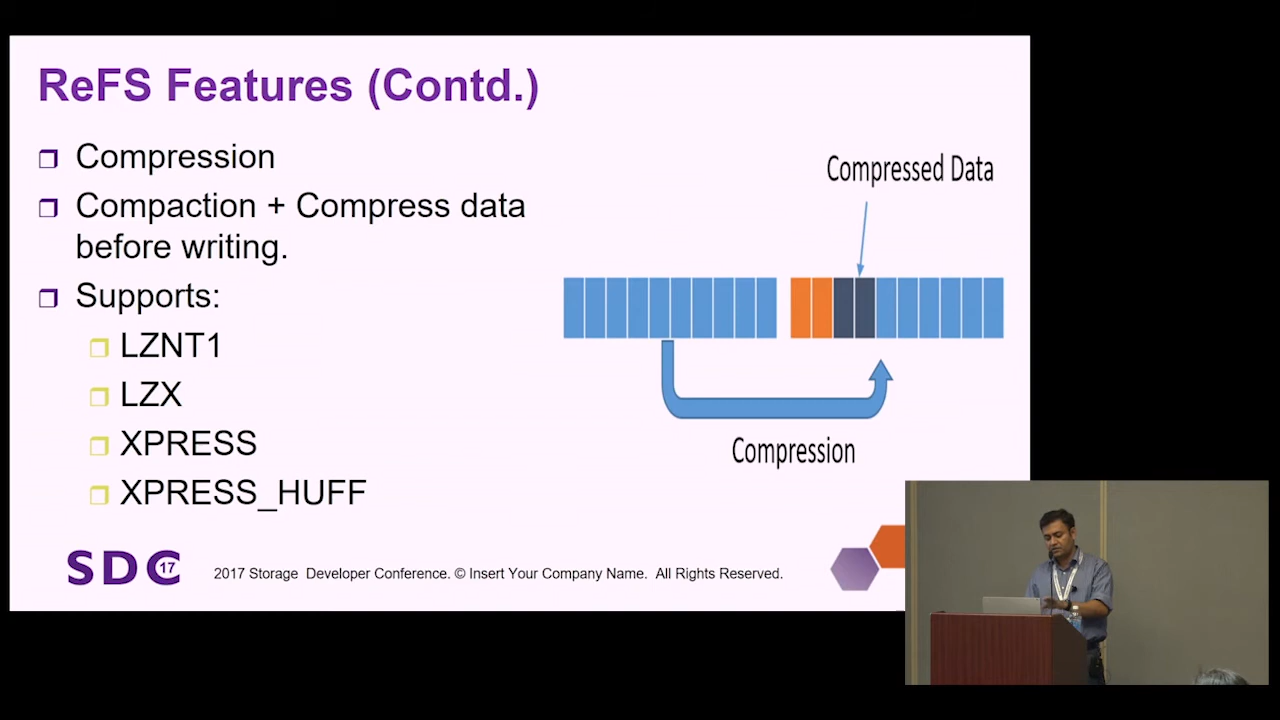 ReFS Features (Contd.)
Compression
Compaction + Compress data
before writing.
Supports:
LZNT1
LZX
XPRESS
XPRESS_HUFF
Compressed Data
Compression
SDC 17
2017 Storage Developer Conference. © Insert Your Company Name. All Rights Reserved.